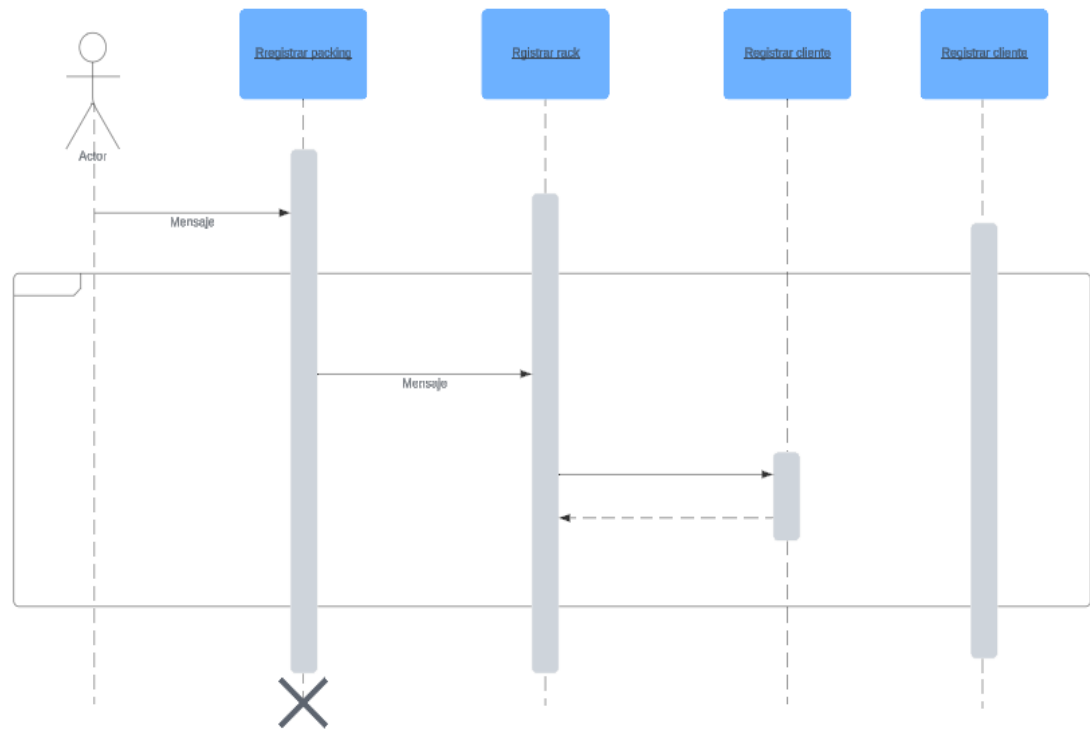 Rregistrar packing
Rgistrar rack
Registrar cliente
Registrar cliente
Actor
Mensaje
Mensaje